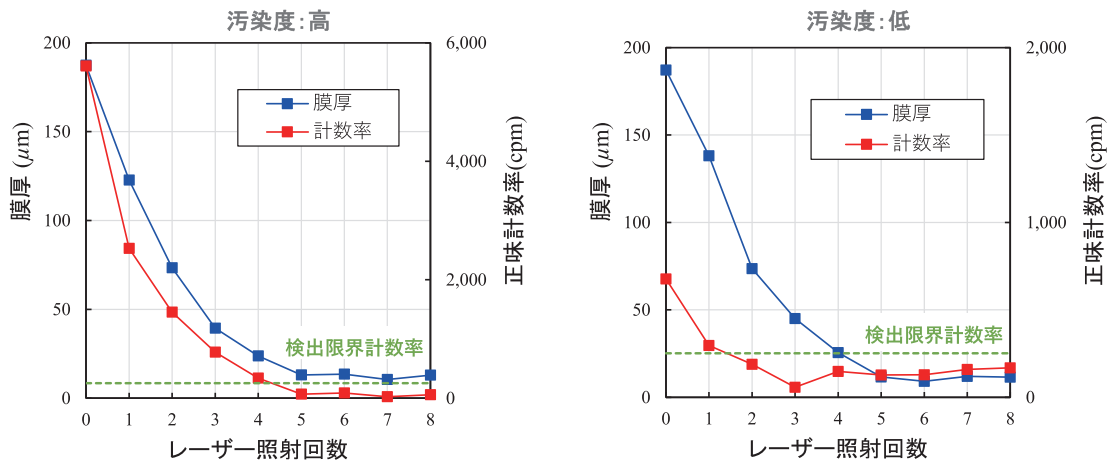 汚染度：高
200
150
100
50
0
膜厚 (μm)
6,000
4,000
2,000
0
正味計数率(cpm)
膜厚
計数率
検出限界計数率
0 1 2 3 4 5 6 7 8
レーザー照射回数
汚染度：低
200
150
100
50
0
膜厚 (μm)
2,000
1,000
0
正味計数率(cpm)
膜厚
計数率
検出限界計数率
0 1 2 3 4 5 6 7 8
レーザー照射回数